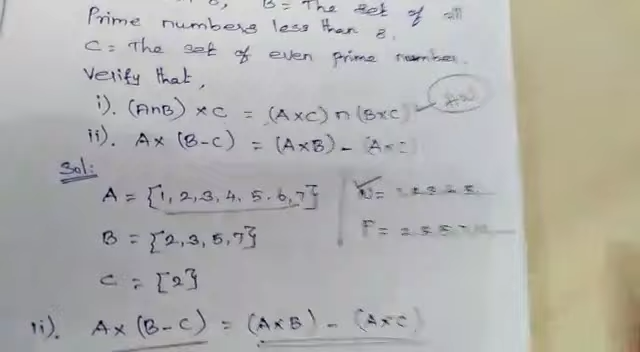 8, B = The set of all
Prime numbers less than 8.
C = The set of even prime number.
Verify that,
i). (A∩B) × C = (A×C) ∩ (B×C)
ii). A× (B-C) = (A×B) - (A×C
Sol:
A = {1, 2, 3, 4, 5, 6, 7}
B = {2, 3, 5, 7}
C = {2}
ii). A× (B-C) = (A×B) - (A×C)